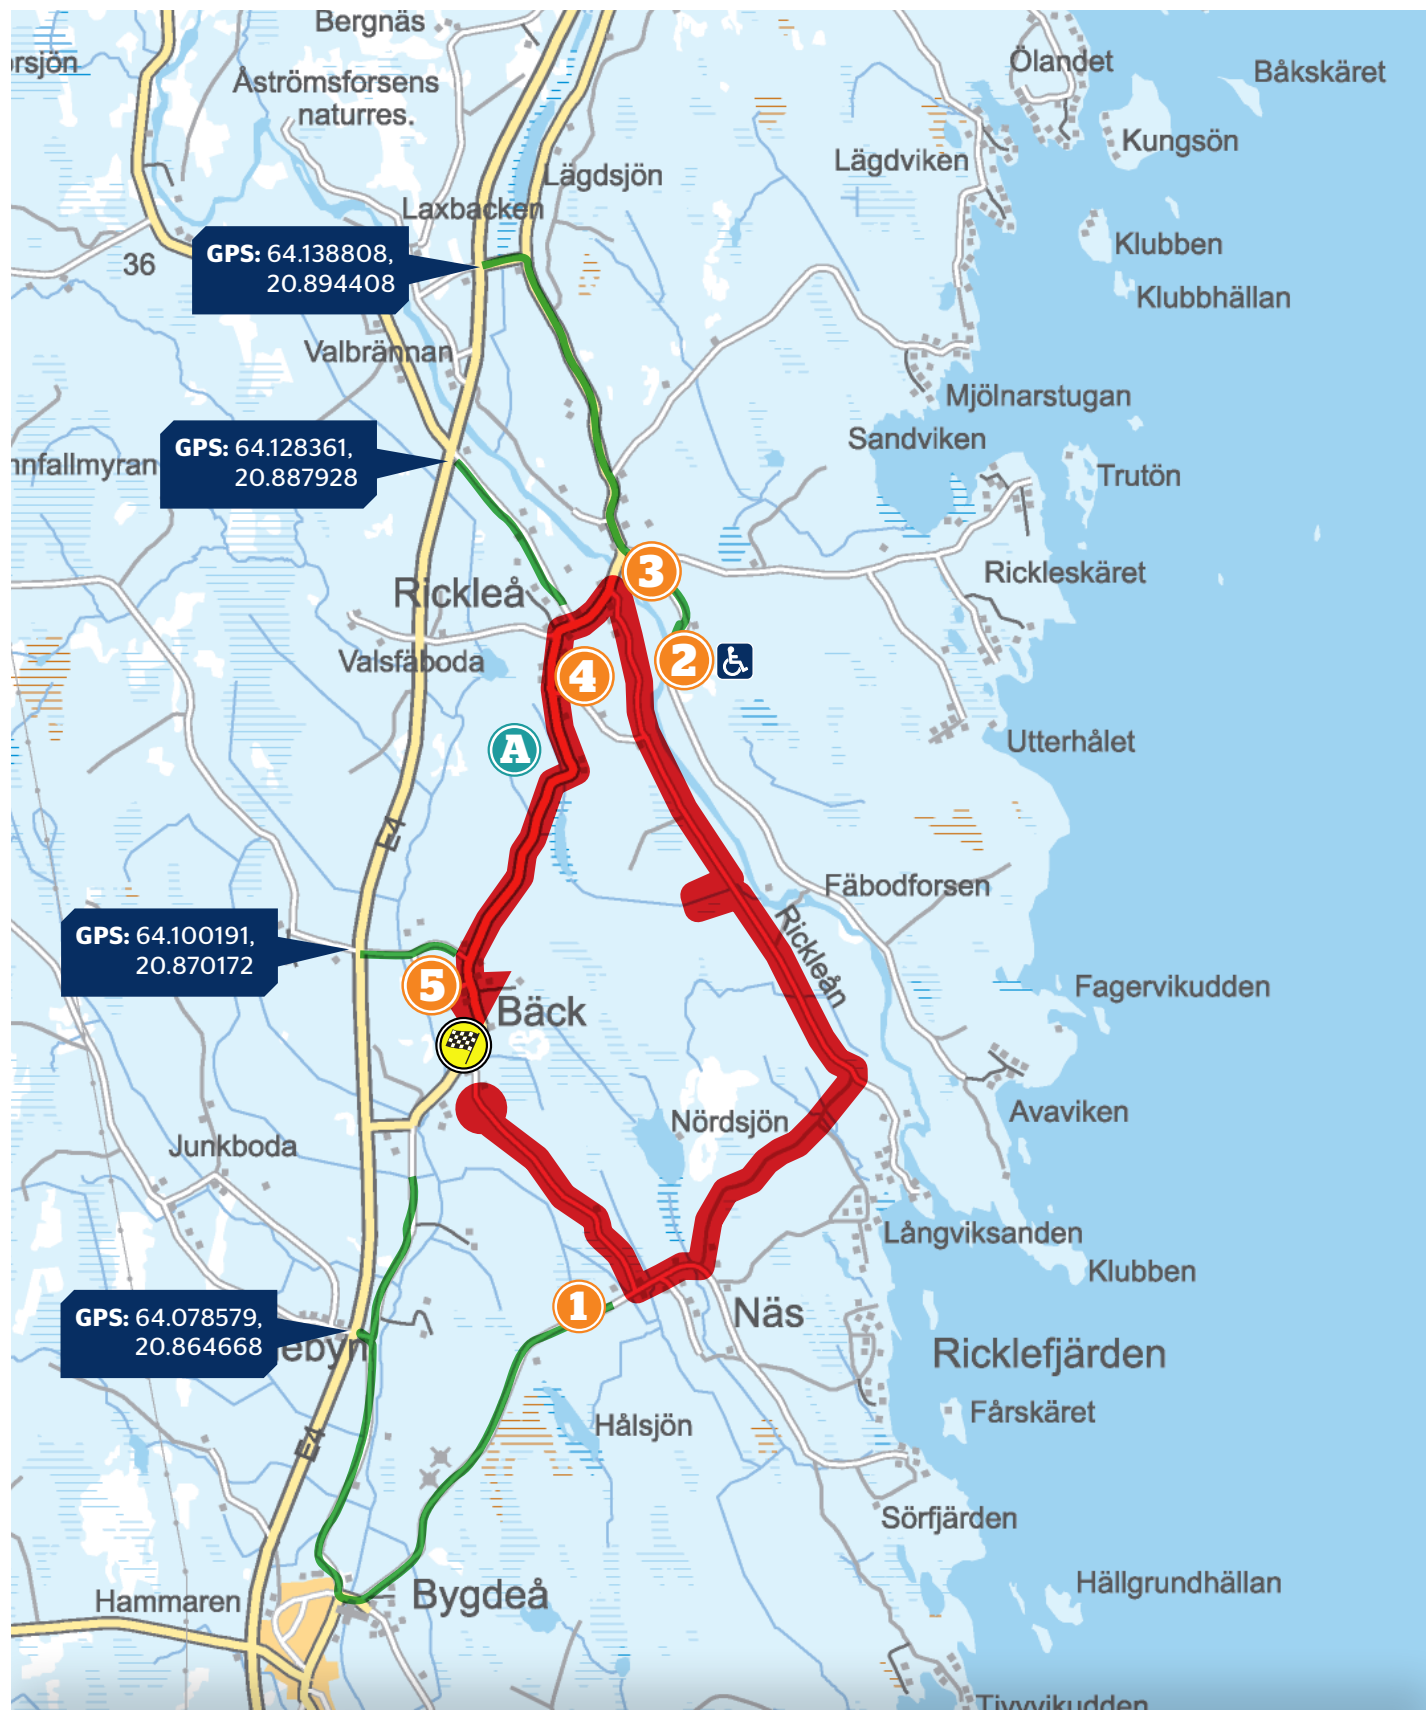 Bergnäs
rsjön
Ölandet
Båkskäret
Åströmsforsens
naturres.
Kungsön
Lägdviken
Lägdsjön
Laxbacken
Klubben
GPS: 64.138808,
20.894408
36
Klubbhällan
Valbrännan
Mjölnarstugan
Sandviken
GPS: 64.128361,
20.887928
nnfallmyran
Trutön
3
Rickleskäret
Rickleå
Valsfäboda
2
4
A
Utterhålet
E4
Fäbodforsen
GPS: 64.100191,
20.870172
Rickleån
5
Fagervikudden
Bäck
Nördsjön
Avaviken
Junkboda
Långviksanden
Klubben
GPS: 64.078579,
20.864668
1
Näs
ebyn
Ricklefjärden
Fårskäret
Hålsjön
E4
Sörfjärden
Bygdeå
Hällgrundhällan
Hammaren
Tivvvikudden